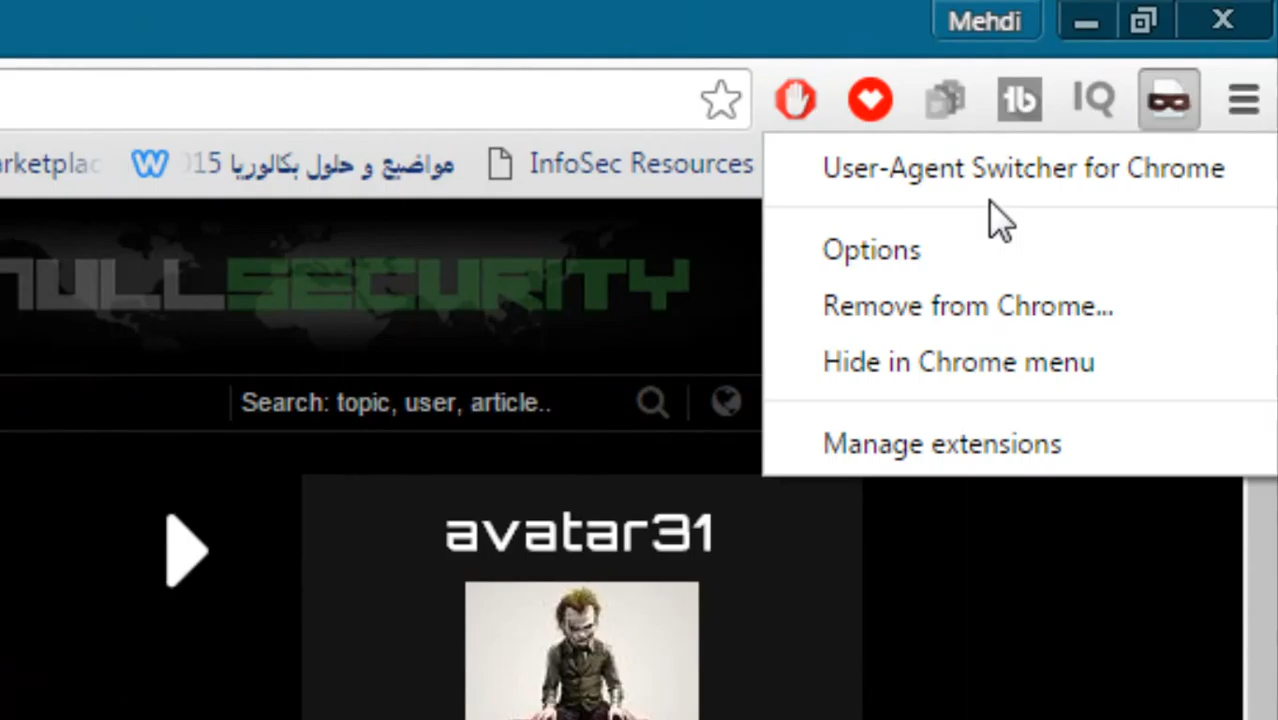 Mehdi
مواضيع و حلول بكالوريا 015
InfoSec Resources
User-Agent Switcher for Chrome
Options
Remove from Chrome...
Hide in Chrome menu
Manage extensions
NULLSECURITY
Search: topic, user, article..
avatar31
IQ